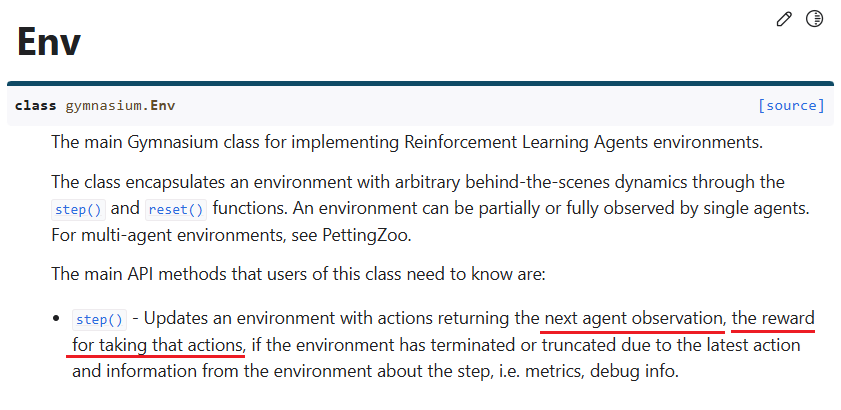 Env
class gymnasium.Env [source]
The main Gymnasium class for implementing Reinforcement Learning Agents environments.
The class encapsulates an environment with arbitrary behind-the-scenes dynamics through the
step() and reset() functions. An environment can be partially or fully observed by single agents.
For multi-agent environments, see PettingZoo.
The main API methods that users of this class need to know are:
• step() - Updates an environment with actions returning the next agent observation, the reward
for taking that actions, if the environment has terminated or truncated due to the latest action
and information from the environment about the step, i.e. metrics, debug info.